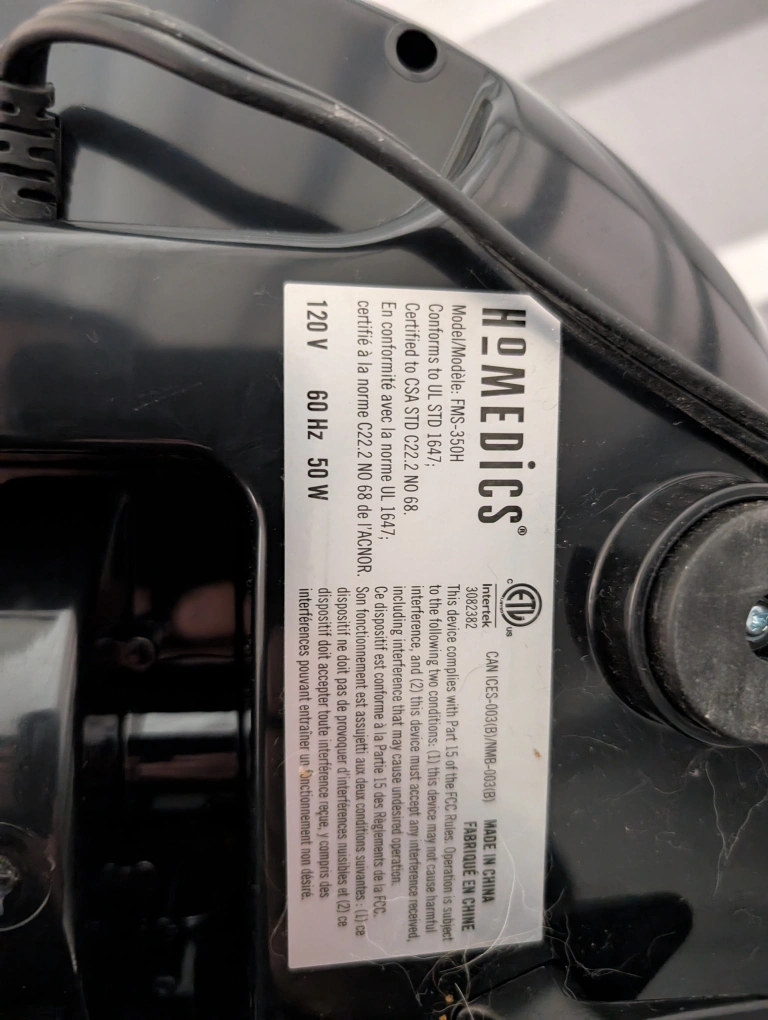 HoMEDiCS®
Model/Modèle: FMS-350H
Conforms to UL STD 1647;
Certified to CSA STD C22.2 NO 68.
En conformité avec la norme UL 1647;
certifié à la norme C22.2 NO 68 de l'ACNOR.
120 V 60 Hz 50 W
c ETL us
Intertek
3082382
CAN ICES-003(B)/NMB-003(B)
MADE IN CHINA
FABRIQUÉ EN CHINE
This device complies with Part 15 of the FCC Rules. Operation is subject
to the following two conditions: (1) this device may not cause harmful
interference, and (2) this device must accept any interference received,
including interference that may cause undesired operation.
Ce dispositif est conforme à la Partie 15 des Règlements de la FCC.
Son fonctionnement est assujetti aux deux conditions suivantes : (1) ce
dispositif ne doit pas de provoquer d'interférences nuisibles et (2) ce
dispositif doit accepter toute interférence reçue, y compris des
interférences pouvant entraîner un fonctionnement non désiré.